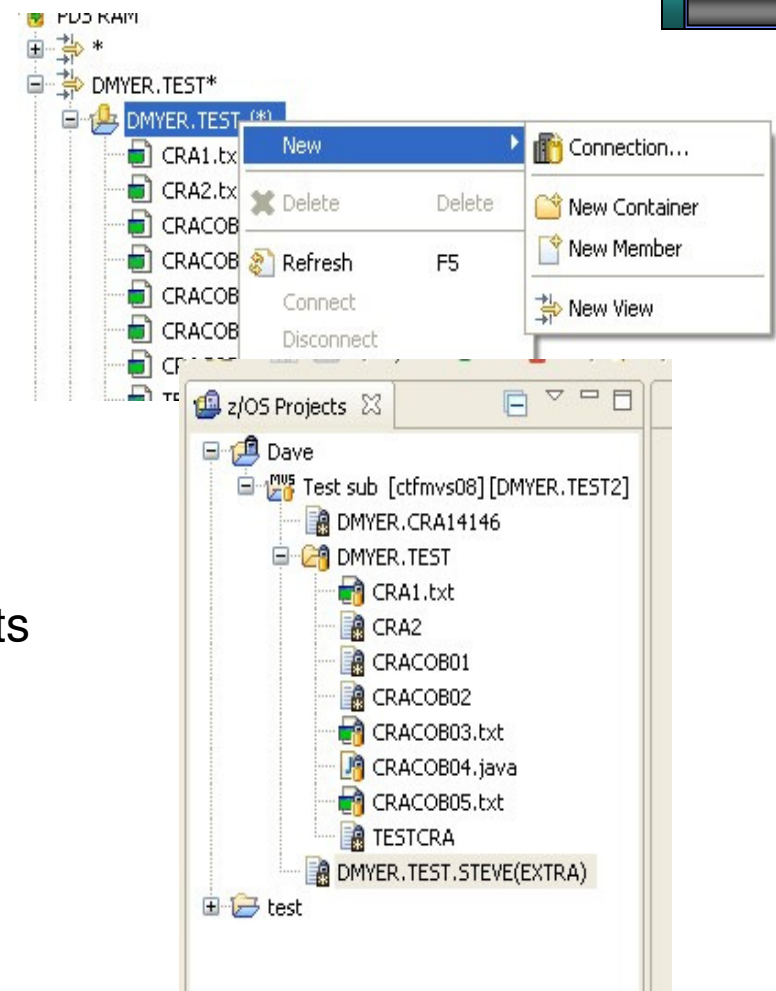 PDS RAM
*
DMYER.TEST*
DMYER.TEST (*)
CRA1.tx
CRA2.tx
CRACOB
CRACOB
CRACOB
CRACOB
New
Delete Delete
Refresh F5
Connect
Disconnect
Connection...
New Container
New Member
New View
ts
z/OS Projects
Dave
MVS Test sub [ctfmvs08] [DMYER.TEST2]
DMYER.CRA14146
DMYER.TEST
CRA1.txt
CRA2
CRACOB01
CRACOB02
CRACOB03.txt
CRACOB04.java
CRACOB05.txt
TESTCRA
DMYER.TEST.STEVE(EXTRA)
test